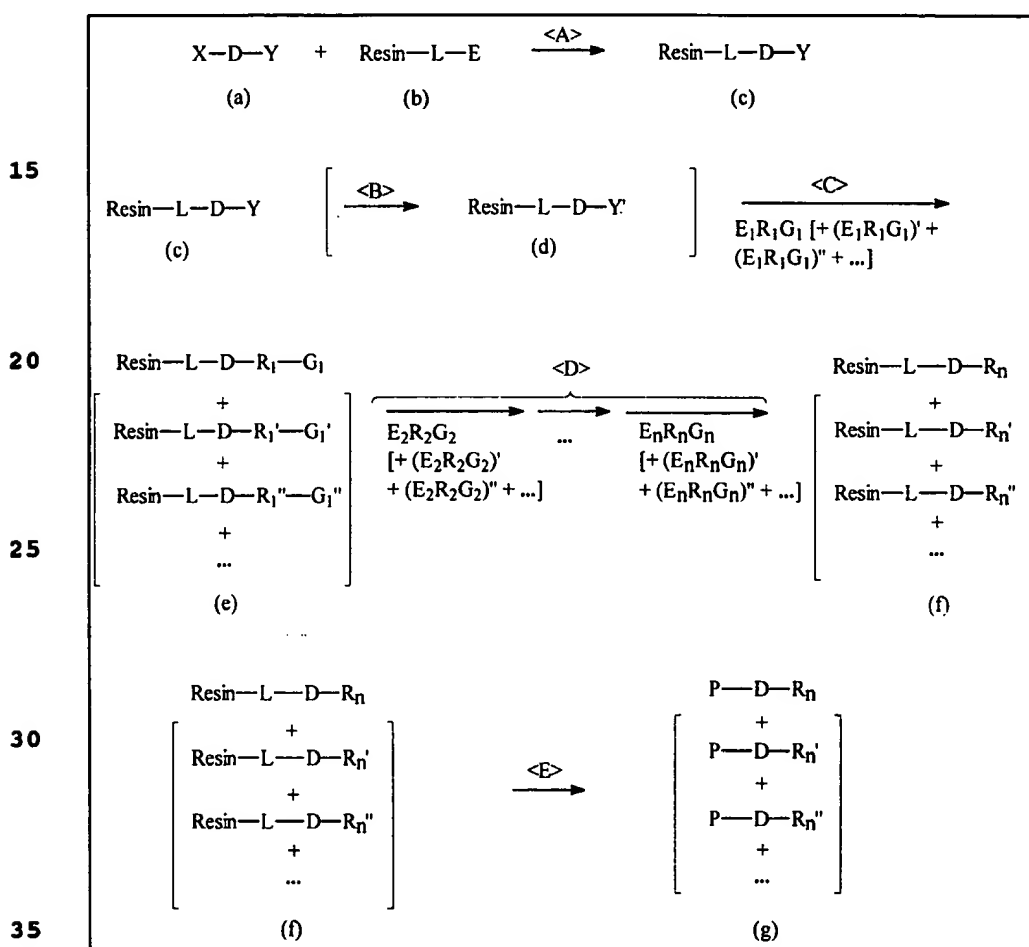 <A>
X—D—Y + Resin—L—E Resin—L—D—Y
(a) (b) (c)
15
<B> <C>
Resin—L—D—Y Resin—L—D—Y'
(c) (d)
E₁R₁G₁ [+ (E₁R₁G₁)' +
(E₁R₁G₁)" + ...]
20
Resin—L—D—R₁—G₁ <D> Resin—L—D—Rn
+ +
Resin—L—D—R₁'—G₁' E₂R₂G₂ ... EnRnGn Resin—L—D—Rn'
+ [+ (E₂R₂G₂)' [+ (EnRnGn)' +
Resin—L—D—R₁"—G₁" + (E₂R₂G₂)" + ...] + (EnRnGn)" + ...] Resin—L—D—Rn"
+ +
25
... ...
(e) (f)
Resin—L—D—Rn P—D—Rn
+ +
30
Resin—L—D—Rn' <E> P—D—Rn'
+ +
Resin—L—D—Rn" P—D—Rn"
+ +
... ...
(f) (g)
35